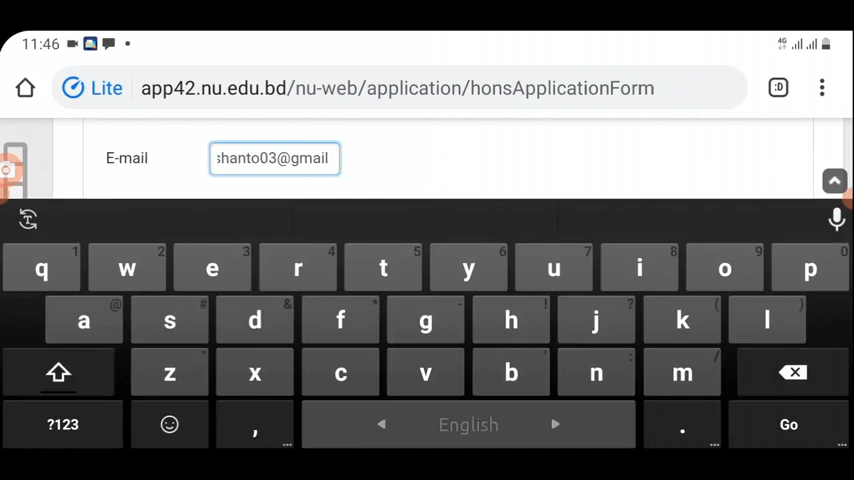 11:46 4G
Lite app42.nu.edu.bd/nu-web/application/honsApplicationForm :D
E-mail shanto03@gmail
1 2 3 4 5 6 7 8 9 0
q w e r t y u i o p
@ # & * - ! ? ( )
a s d f g h j k l
" ' : /
z x c v b n m
?123 , English . Go